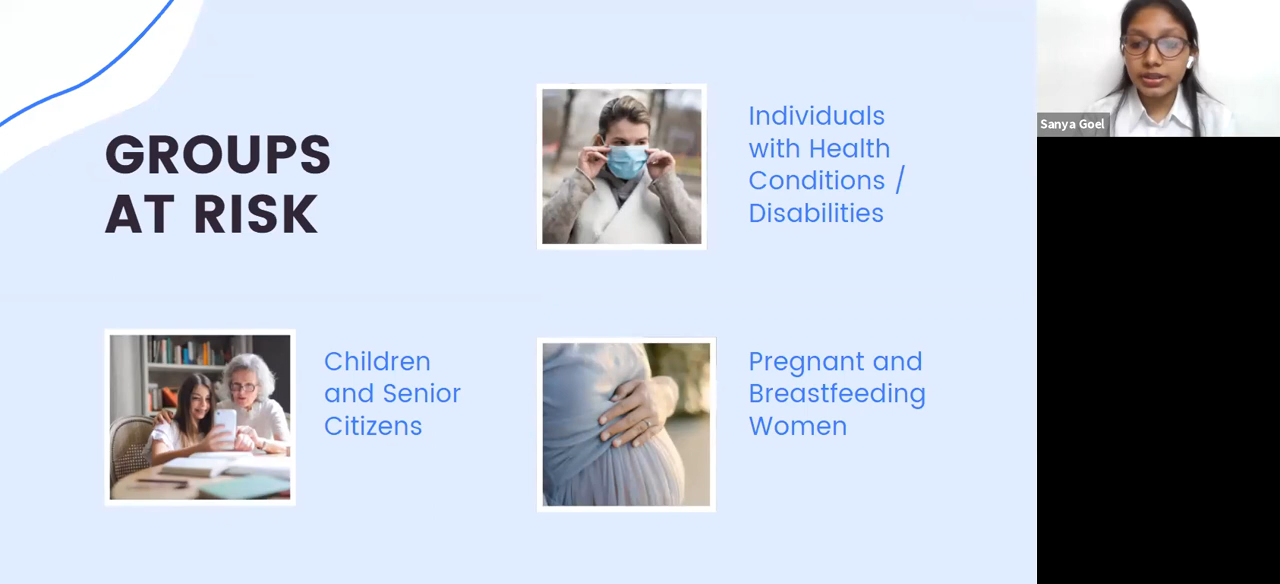 GROUPS
AT RISK
Individuals
with Health
Conditions /
Disabilities
Children
and Senior
Citizens
Pregnant and
Breastfeeding
Women
Sanya Goel